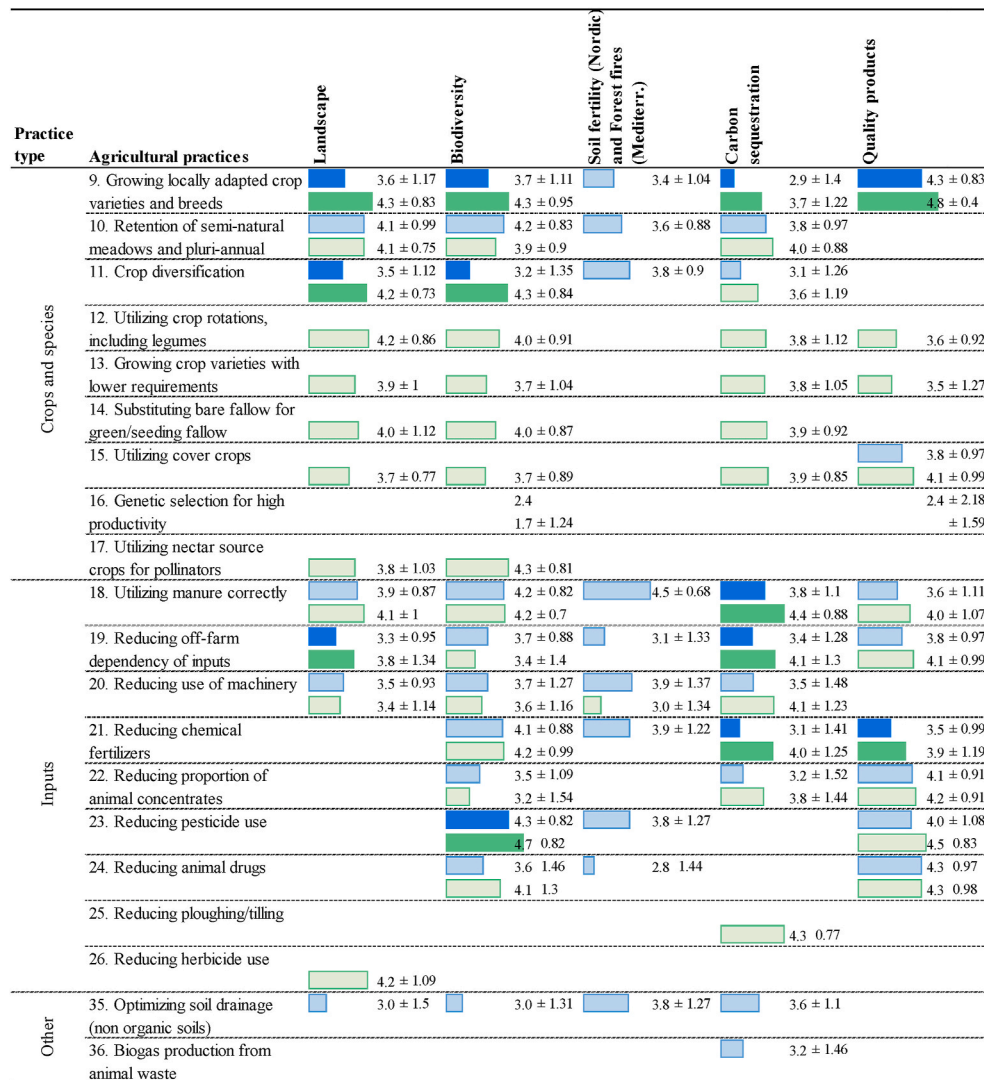 Practice type
Agricultural practices
Landscape
Biodiversity
Soil fertility (Nordic)
and Forest fires
(Mediterr.)
Carbon
sequestration
Quality products
Crops and species
9. Growing locally adapted crop 3.6 ± 1.17 3.7 ± 1.11 3.4 ± 1.04 2.9 ± 1.4 4.3 ± 0.83
varieties and breeds 4.3 ± 0.83 4.3 ± 0.95 3.7 ± 1.22 4.8 ± 0.4
10. Retention of semi-natural 4.1 ± 0.99 4.2 ± 0.83 3.6 ± 0.88 3.8 ± 0.97
meadows and pluri-annual 4.1 ± 0.75 3.9 ± 0.9 4.0 ± 0.88
11. Crop diversification 3.5 ± 1.12 3.2 ± 1.35 3.8 ± 0.9 3.1 ± 1.26
4.2 ± 0.73 4.3 ± 0.84 3.6 ± 1.19
12. Utilizing crop rotations,
including legumes 4.2 ± 0.86 4.0 ± 0.91 3.8 ± 1.12 3.6 ± 0.92
13. Growing crop varieties with
lower requirements 3.9 ± 1 3.7 ± 1.04 3.8 ± 1.05 3.5 ± 1.27
14. Substituting bare fallow for
green/seeding fallow 4.0 ± 1.12 4.0 ± 0.87 3.9 ± 0.92
15. Utilizing cover crops 3.8 ± 0.97
3.7 ± 0.77 3.7 ± 0.89 3.9 ± 0.85 4.1 ± 0.99
16. Genetic selection for high 2.4 2.4 ± 2.18
productivity 1.7 ± 1.24 ± 1.59
17. Utilizing nectar source
crops for pollinators 3.8 ± 1.03 4.3 ± 0.81
Inputs
18. Utilizing manure correctly 3.9 ± 0.87 4.2 ± 0.82 4.5 ± 0.68 3.8 ± 1.1 3.6 ± 1.11
4.1 ± 1 4.2 ± 0.7 4.4 ± 0.88 4.0 ± 1.07
19. Reducing off-farm 3.3 ± 0.95 3.7 ± 0.88 3.1 ± 1.33 3.4 ± 1.28 3.8 ± 0.97
dependency of inputs 3.8 ± 1.34 3.4 ± 1.4 4.1 ± 1.3 4.1 ± 0.99
20. Reducing use of machinery 3.5 ± 0.93 3.7 ± 1.27 3.9 ± 1.37 3.5 ± 1.48
3.4 ± 1.14 3.6 ± 1.16 3.0 ± 1.34 4.1 ± 1.23
21. Reducing chemical 4.1 ± 0.88 3.9 ± 1.22 3.1 ± 1.41 3.5 ± 0.99
fertilizers 4.2 ± 0.99 4.0 ± 1.25 3.9 ± 1.19
22. Reducing proportion of 3.5 ± 1.09 3.2 ± 1.52 4.1 ± 0.91
animal concentrates 3.2 ± 1.54 3.8 ± 1.44 4.2 ± 0.91
23. Reducing pesticide use 4.3 ± 0.82 3.8 ± 1.27 4.0 ± 1.08
4.7 0.82 4.5 0.83
24. Reducing animal drugs 3.6 1.46 2.8 1.44 4.3 0.97
4.1 1.3 4.3 0.98
25. Reducing ploughing/tilling
4.3 0.77
26. Reducing herbicide use
4.2 ± 1.09
Other
35. Optimizing soil drainage 3.0 ± 1.5 3.0 ± 1.31 3.8 ± 1.27 3.6 ± 1.1
(non organic soils)
36. Biogas production from 3.2 ± 1.46
animal waste